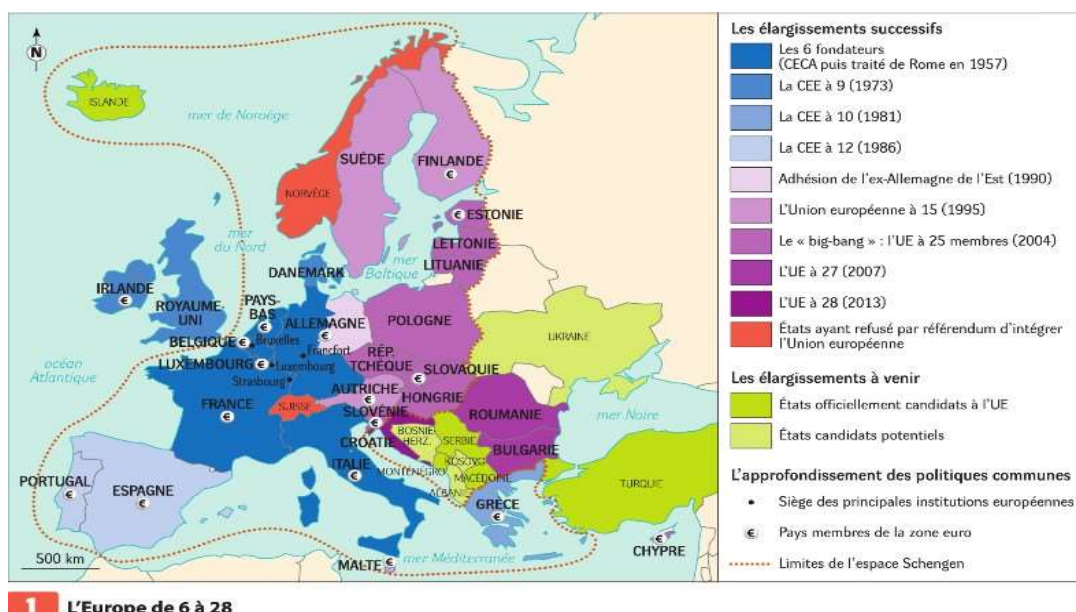 N
ISLANDE
mer de Norvège
SUÈDE
FINLANDE
€
NORVÈGE
€ ESTONIE
LETTONIE
mer
du Nord
mer
Baltique
LITUANIE
DANEMARK
IRLANDE
€
ROYAUME-
UNI
PAYS-
BAS
€
ALLEMAGNE
€
POLOGNE
UKRAINE
BELGIQUE €
Bruxelles
Francfort
océan
Atlantique
LUXEMBOURG €
Luxembourg
RÉP.
TCHÈQUE
SLOVAQUIE
€
Strasbourg
AUTRICHE
€
HONGRIE
FRANCE
€
SUISSE
SLOVÉNIE
€
ROUMANIE
mer Noire
CROATIE
BOSNIE-
HERZ.
SERBIE
BULGARIE
ITALIE
€
MONTÉNÉGRO
KOSOVO
MACÉDOINE
ALBANIE
PORTUGAL
€
ESPAGNE
€
GRÈCE
€
TURQUIE
500 km
mer Méditerranée
MALTE €
CHYPRE
€
Les élargissements successifs
Les 6 fondateurs
(CECA puis traité de Rome en 1957)
La CEE à 9 (1973)
La CEE à 10 (1981)
La CEE à 12 (1986)
Adhésion de l'ex-Allemagne de l'Est (1990)
L'Union européenne à 15 (1995)
Le « big-bang » : l'UE à 25 membres (2004)
L'UE à 27 (2007)
L'UE à 28 (2013)
États ayant refusé par référendum d'intégrer
l'Union européenne
Les élargissements à venir
États officiellement candidats à l'UE
États candidats potentiels
L'approfondissement des politiques communes
Siège des principales institutions européennes
€ Pays membres de la zone euro
Limites de l'espace Schengen
1 L'Europe de 6 à 28